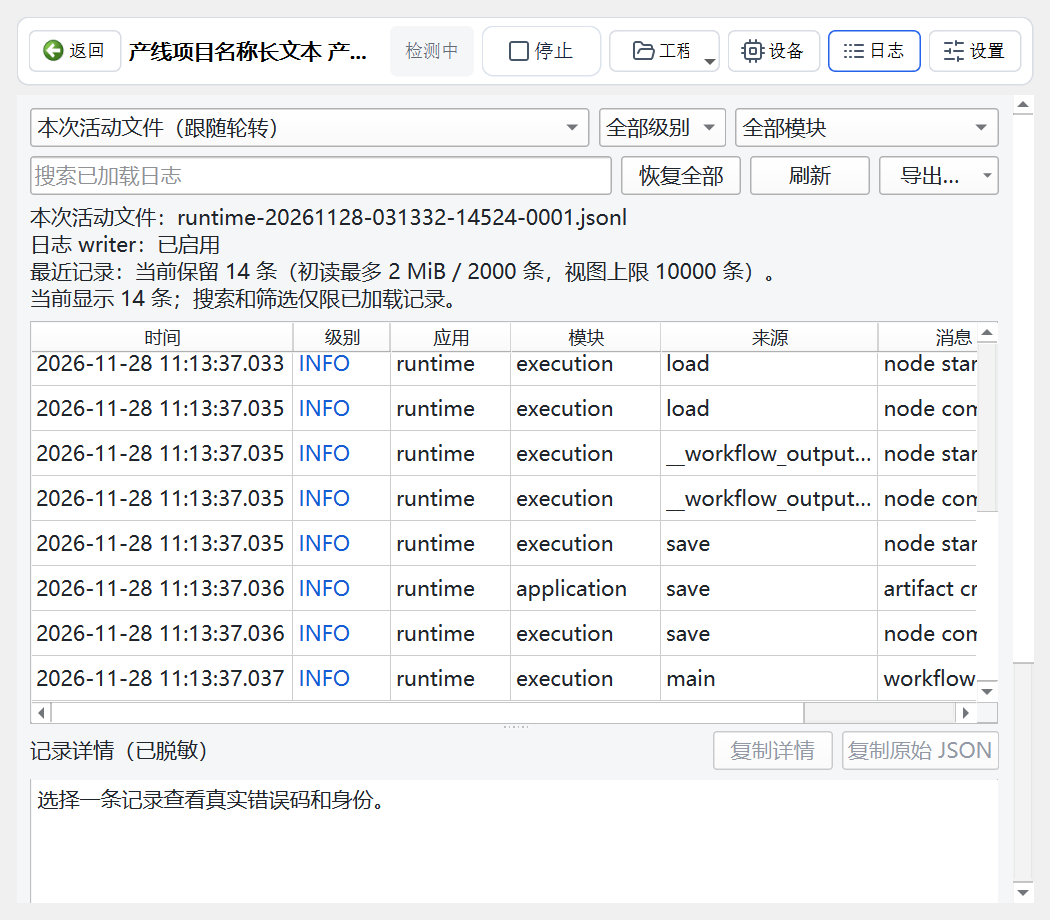 返回 产线项目名称长文本 产... 检测中 停止 工程 设备 日志 设置
本次活动文件（跟随轮转） 全部级别 全部模块
搜索已加载日志 恢复全部 刷新 导出...
本次活动文件：runtime-20261128-031332-14524-0001.jsonl
日志 writer：已启用
最近记录：当前保留 14 条（初读最多 2 MiB / 2000 条，视图上限 10000 条）。
当前显示 14 条；搜索和筛选仅限已加载记录。
时间 级别 应用 模块 来源 消息
2026-11-28 11:13:37.033 INFO runtime execution load node star
2026-11-28 11:13:37.035 INFO runtime execution load node com
2026-11-28 11:13:37.035 INFO runtime execution __workflow_output... node star
2026-11-28 11:13:37.035 INFO runtime execution __workflow_output... node com
2026-11-28 11:13:37.035 INFO runtime execution save node star
2026-11-28 11:13:37.036 INFO runtime application save artifact cr
2026-11-28 11:13:37.036 INFO runtime execution save node com
2026-11-28 11:13:37.037 INFO runtime execution main workflow
记录详情（已脱敏） 复制详情 复制原始 JSON
选择一条记录查看真实错误码和身份。